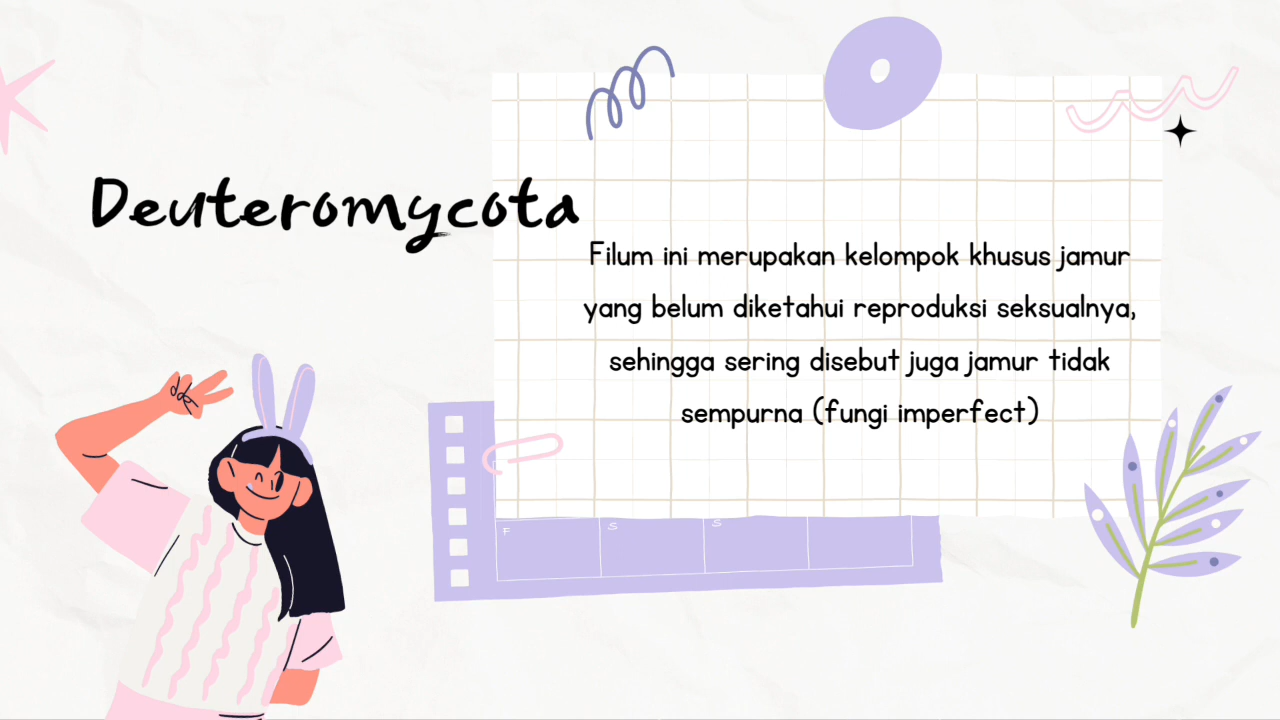 Deuteromycota
Filum ini merupakan kelompok khusus jamur
yang belum diketahui reproduksi seksualnya,
sehingga sering disebut juga jamur tidak
sempurna (fungi imperfect)
F
S
S